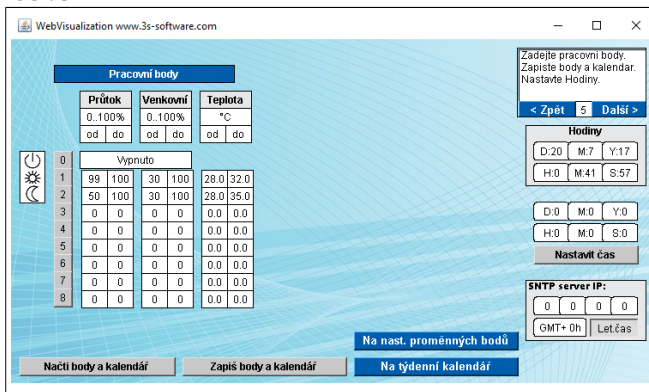 WebVisualization www.3s-software.com
Pracovní body
Průtok Venkovní Teplota
0..100% 0..100% °C
od do od do od do
0 Vypnuto
1 99 100 30 100 28.0 32.0
2 50 100 30 100 28.0 35.0
3 0 0 0 0 0.0 0.0
4 0 0 0 0 0.0 0.0
5 0 0 0 0 0.0 0.0
6 0 0 0 0 0.0 0.0
7 0 0 0 0 0.0 0.0
8 0 0 0 0 0.0 0.0
Načti body a kalendář
Zapiš body a kalendář
Na nast. proměnných bodů
Na týdenní kalendář
Zadejte pracovni body.
Zapiste body a kalendar.
Nastavte Hodiny.
< Zpět 5 Další >
Hodiny
D:20 M:7 Y:17
H:0 M:41 S:57
D:0 M:0 Y:0
H:0 M:0 S:0
Nastavit čas
SNTP server IP:
0 0 0 0
GMT+ 0h Let.čas